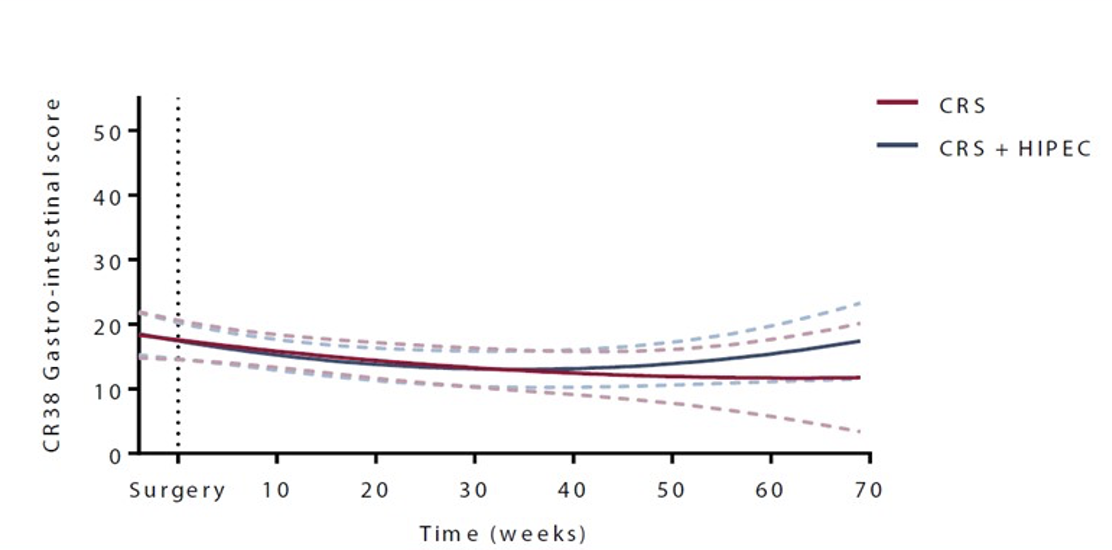 CRS
CRS + HIPEC
CR38 Gastro-intestinal score
50
40
30
20
10
0
Surgery 10 20 30 40 50 60 70
Time (weeks)